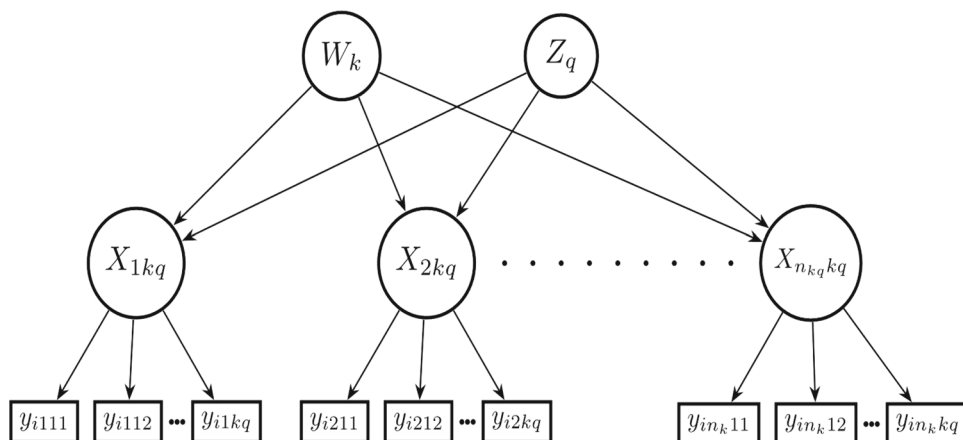 W_k Z_q
X_{1kq} X_{2kq} . . . . . . . . . X_{n_{kq}kq}
y_{i111} y_{i112} ••• y_{i1kq} y_{i211} y_{i212} ••• y_{i2kq} y_{in_k11} y_{in_k12} ••• y_{in_kkq}